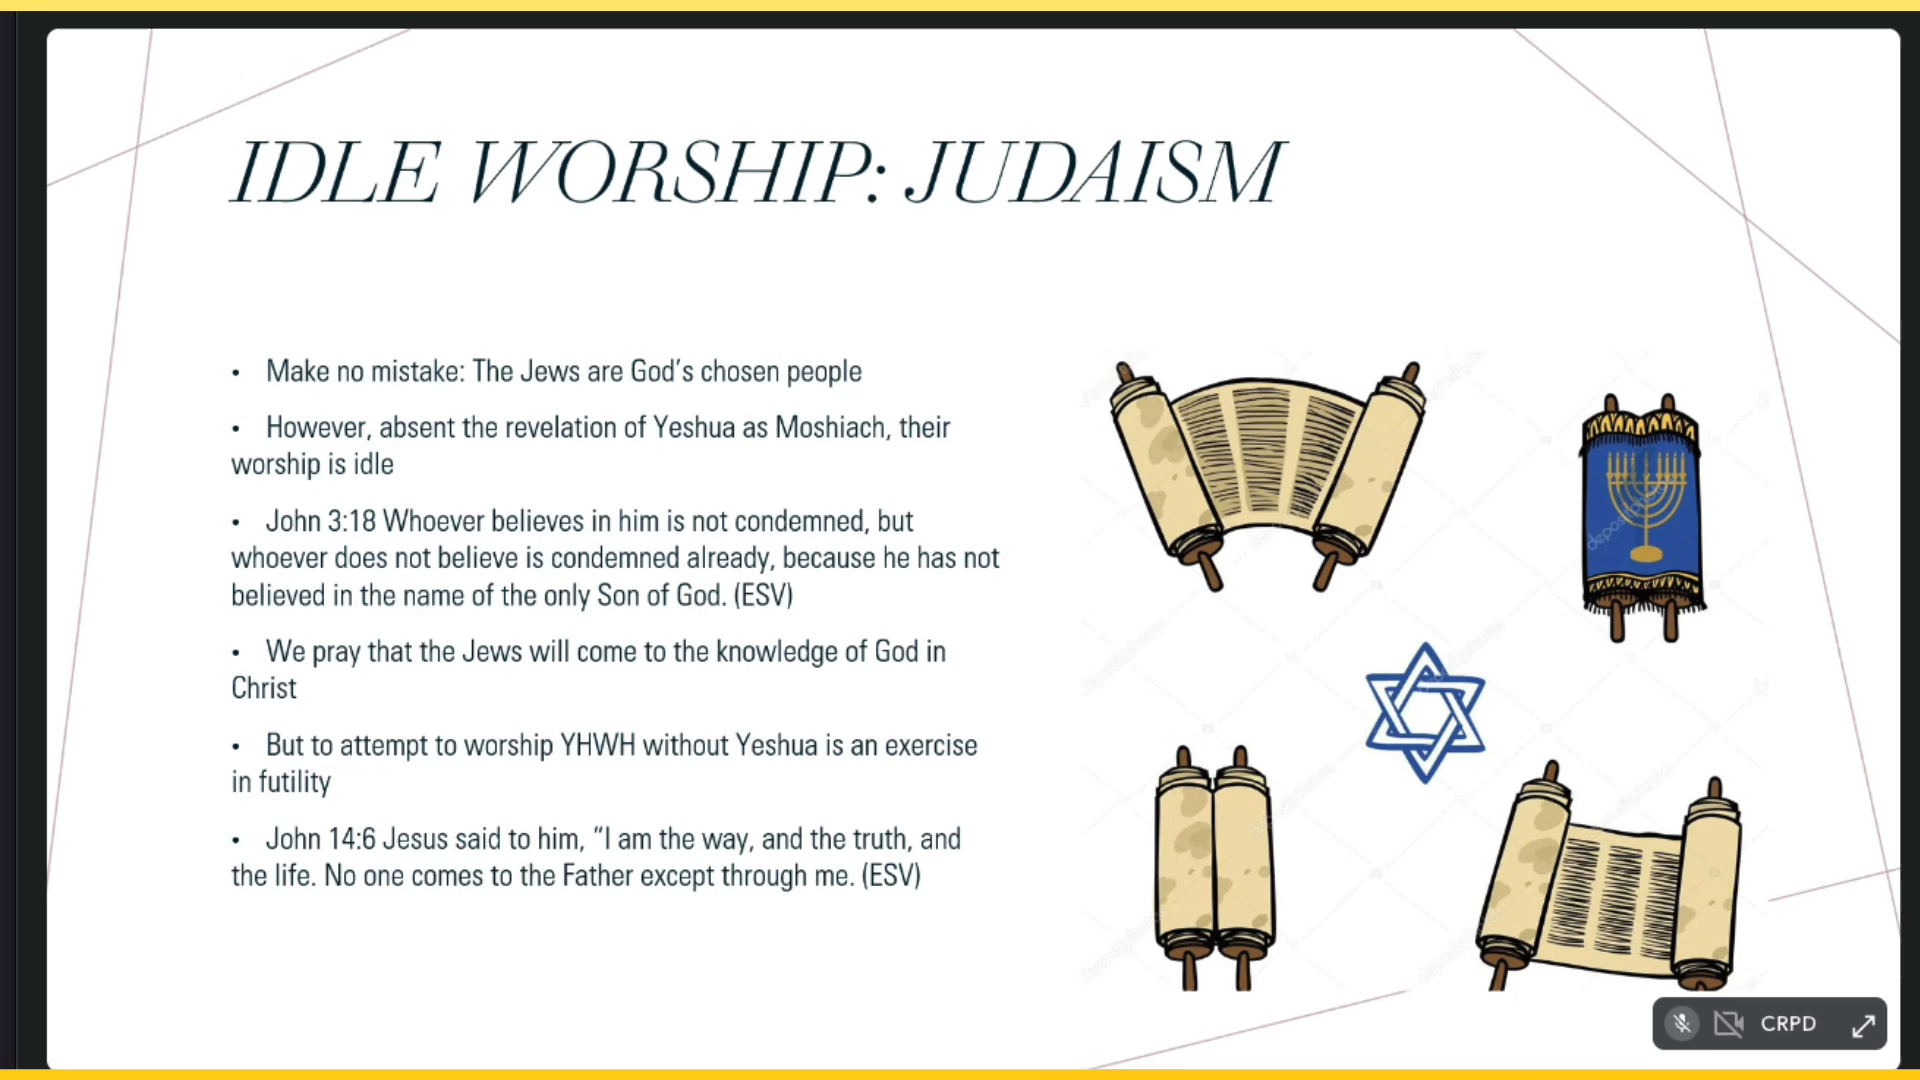 IDLE WORSHIP: JUDAISM
• Make no mistake: The Jews are God's chosen people
• However, absent the revelation of Yeshua as Moshiach, their
worship is idle
• John 3:18 Whoever believes in him is not condemned, but
whoever does not believe is condemned already, because he has not
believed in the name of the only Son of God. (ESV)
• We pray that the Jews will come to the knowledge of God in
Christ
• But to attempt to worship YHWH without Yeshua is an exercise
in futility
• John 14:6 Jesus said to him, "I am the way, and the truth, and
the life. No one comes to the Father except through me. (ESV)
depositphotos
CRPD